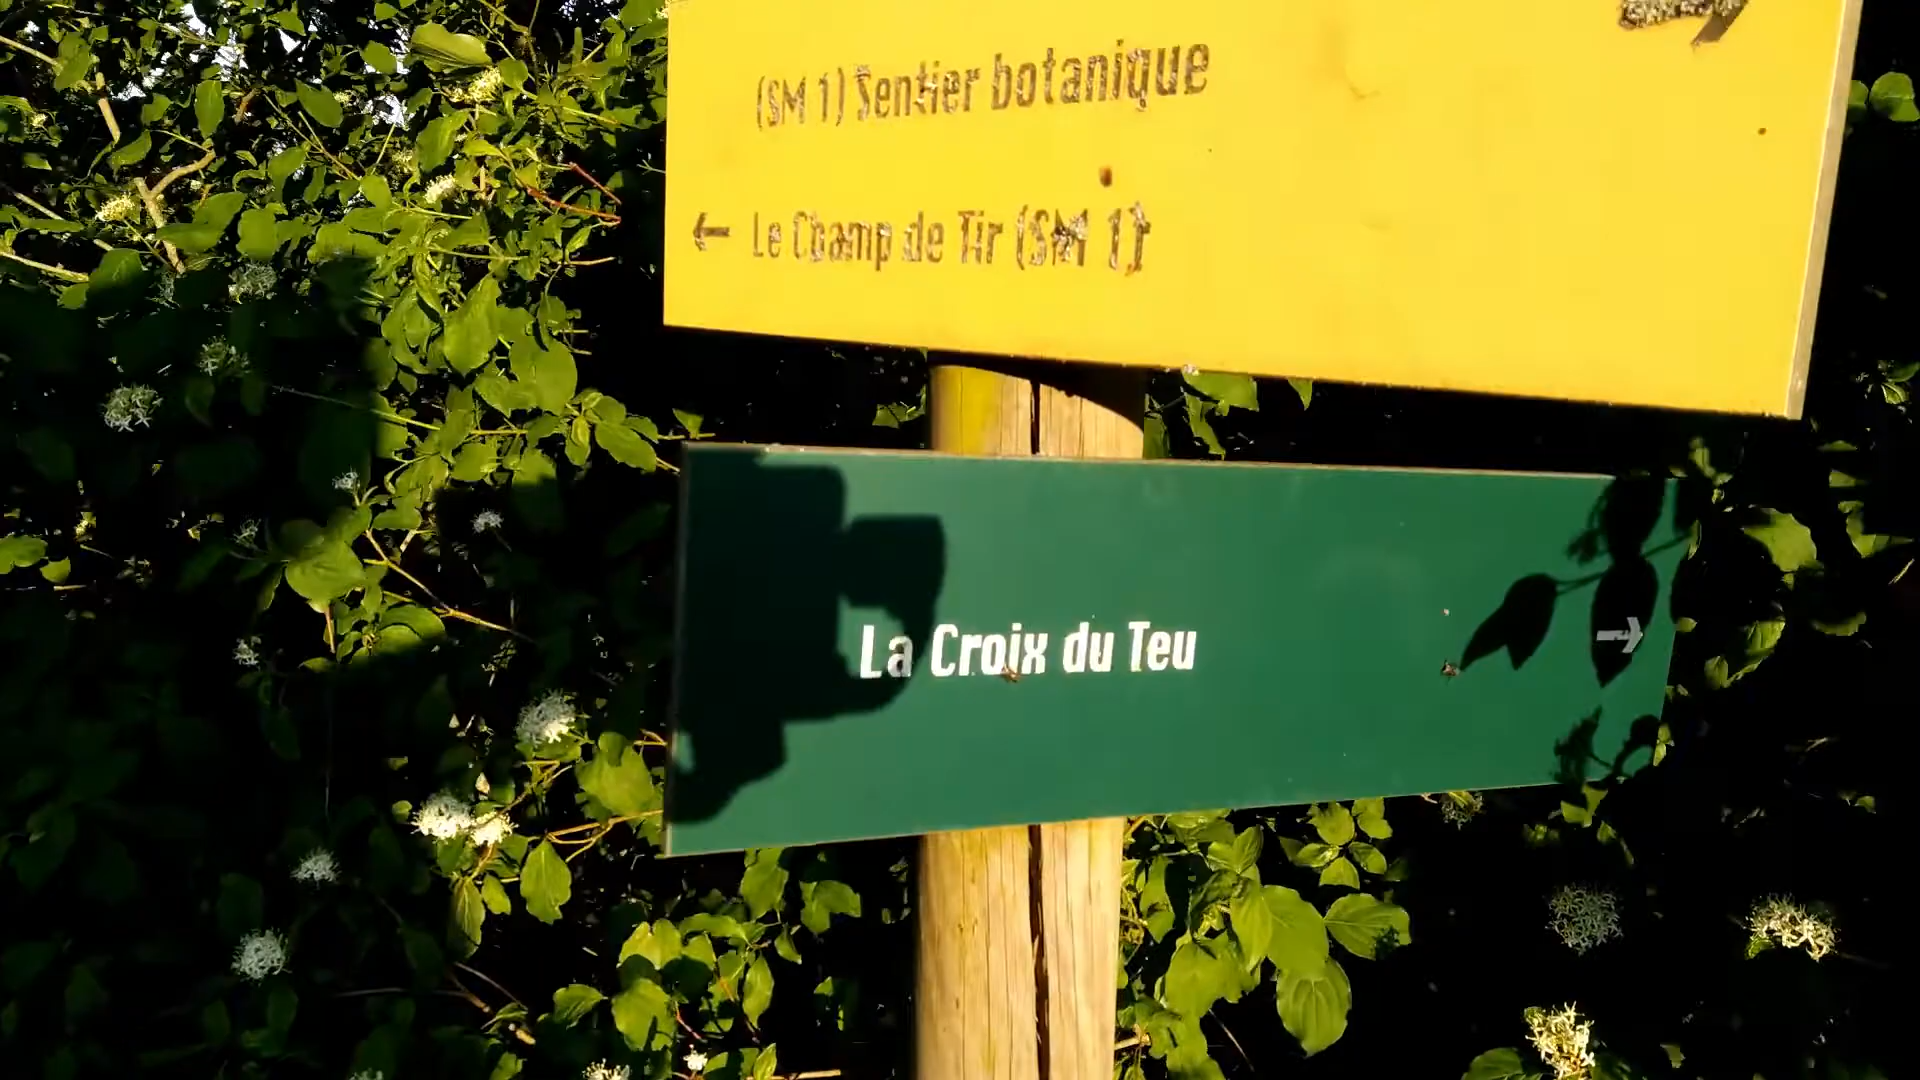 (SM 1) Sentier botanique
← Le Champ de Tir (SM 1)
La Croix du Teu →